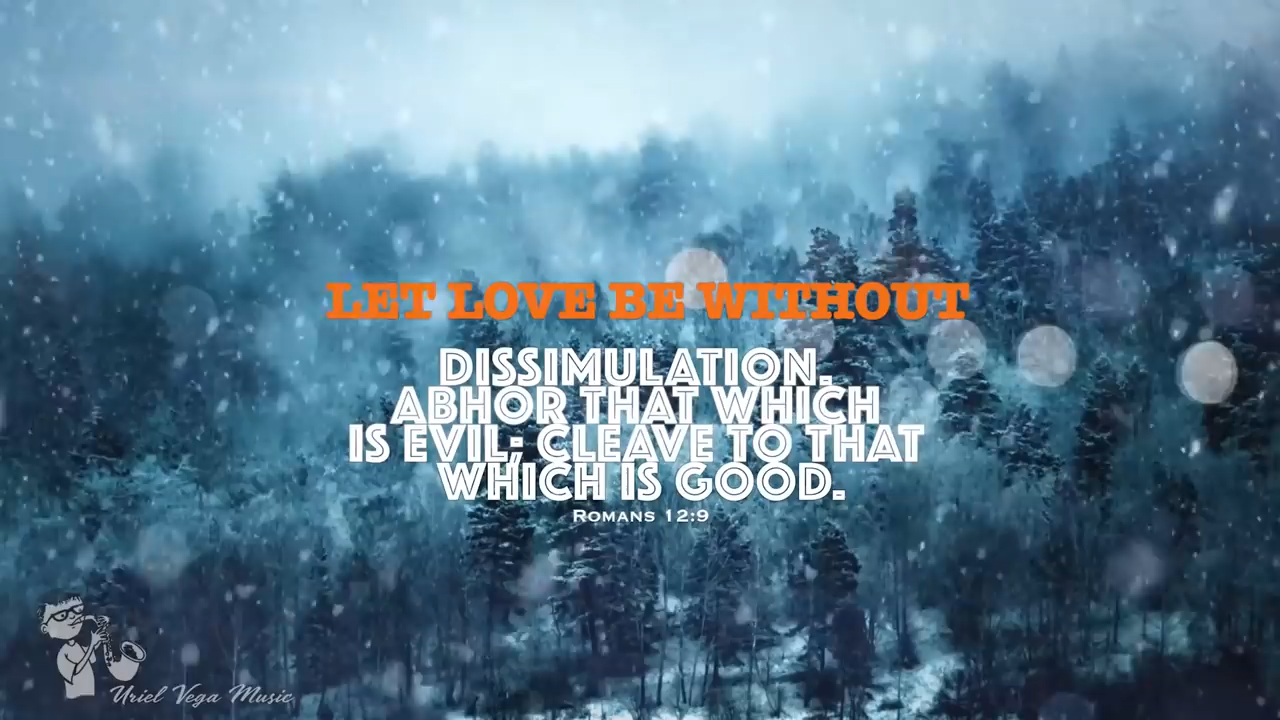 LET LOVE BE WITHOUT
DISSIMULATION.
ABHOR THAT WHICH
IS EVIL; CLEAVE TO THAT
WHICH IS GOOD.
Romans 12:9
Uriel Vega Music